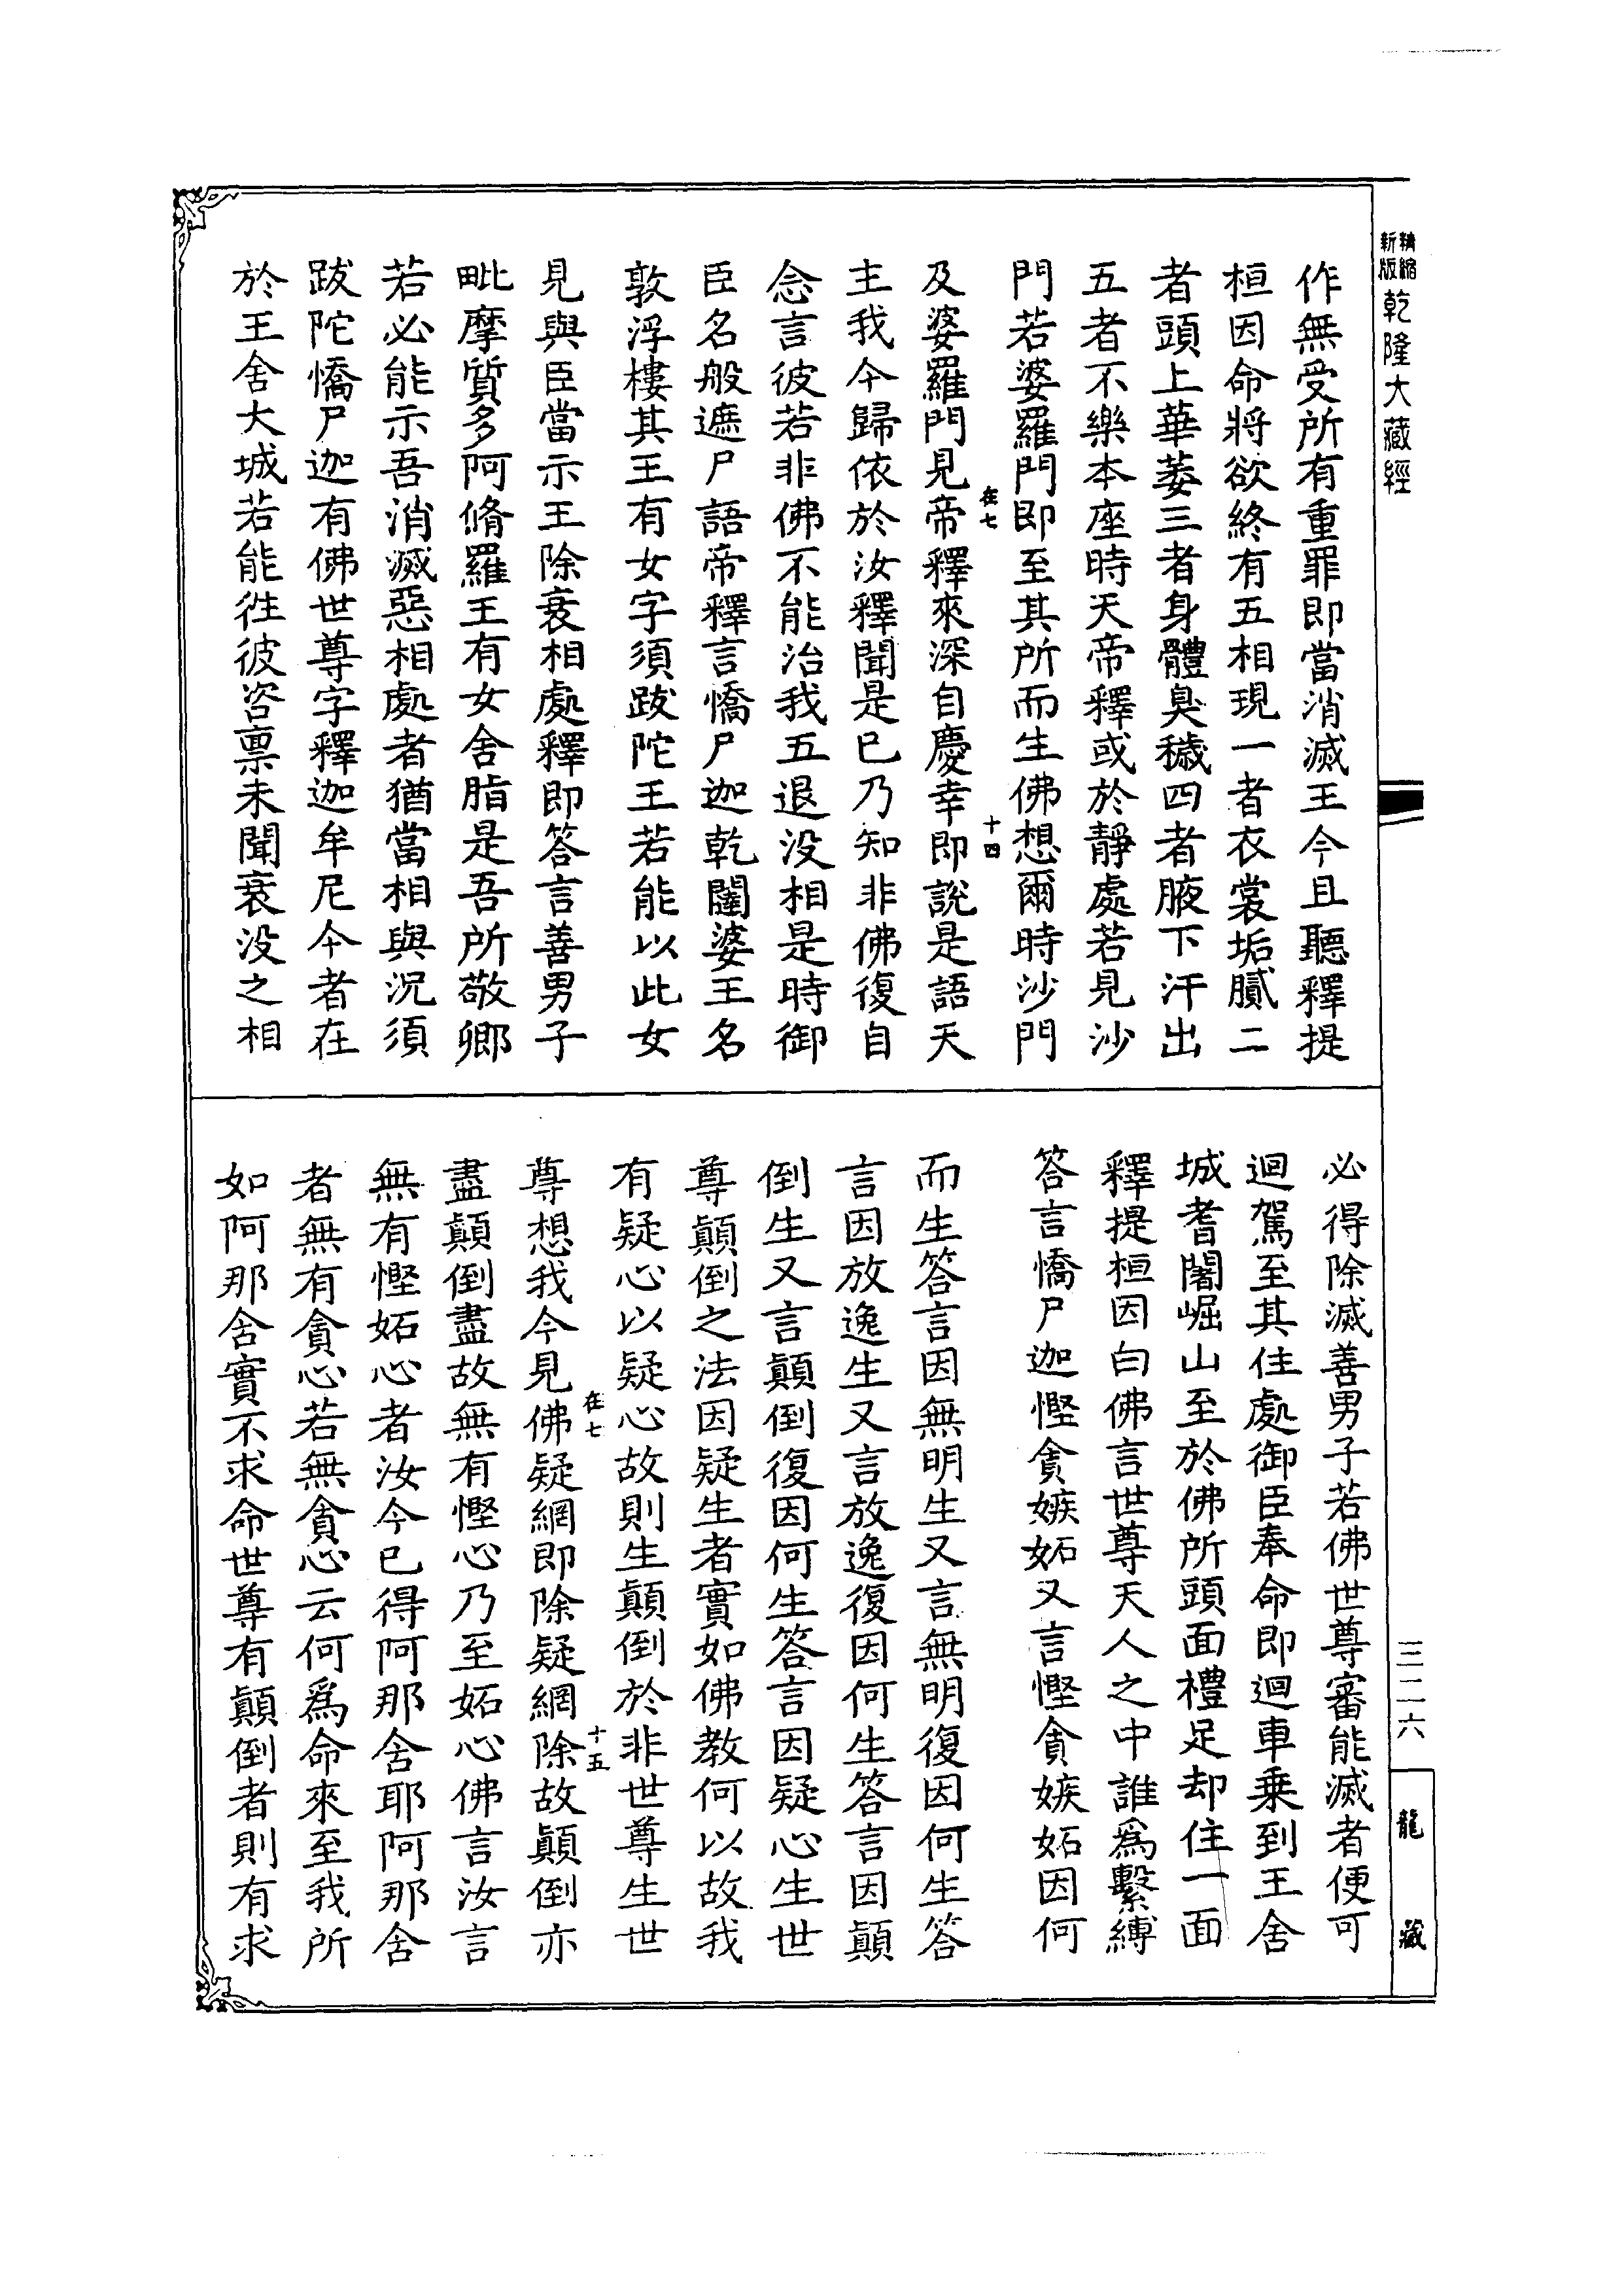 精縮
新版
乾隆大藏經
作無受所有重罪即當消滅王今且聽釋提
桓因命將欲終有五相現一者衣裳垢膩二
者頭上華萎三者身體臭穢四者腋下汗出
五者不樂本座時天帝釋或於靜處若見沙
門若婆羅門即至其所而生佛想爾時沙門
在七
十四
及婆羅門見帝釋來深自慶幸即說是語天
主我今歸依於汝釋聞是已乃知非佛復自
念言彼若非佛不能治我五退没相是時御
臣名般遮尸語帝釋言憍尸迦乾闥婆王名
敦浮樓其王有女字須跋陀王若能以此女
見與臣當示王除衰相處釋即答言善男子
毗摩質多阿脩羅王有女舍脂是吾所敬卿
若必能示吾消滅惡相處者猶當相與況須
跋陀憍尸迦有佛世尊字釋迦牟尼今者在
於王舍大城若能徃彼咨稟未聞衰没之相
必得除滅善男子若佛世尊審能滅者便可
迴駕至其住處御臣奉命即迴車乗到王舍
城耆闍崛山至於佛所頭面禮足却住一面
釋提桓因白佛言世尊天人之中誰爲繫縛
答言憍尸迦慳貪嫉妬又言慳貪嫉妬因何
而生答言因無明生又言無明復因何生答
言因放逸生又言放逸復因何生答言因顛
倒生又言顛倒復因何生答言因疑心生世
尊顛倒之法因疑生者實如佛教何以故我
有疑心以疑心故則生顛倒於非世尊生世
在七
十五
尊想我今見佛疑網即除疑網除故顛倒亦
盡顛倒盡故無有慳心乃至妬心佛言汝言
無有慳妬心者汝今已得阿那舍耶阿那舍
者無有貪心若無貪心云何爲命來至我所
如阿那舍實不求命世尊有顛倒者則有求
三二六
龍藏